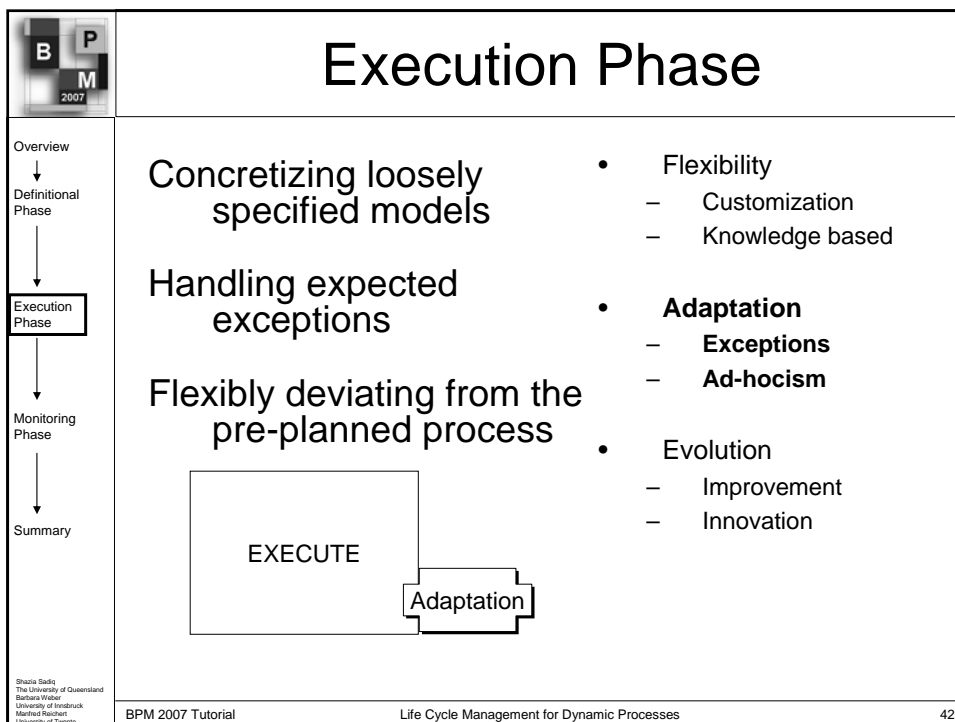 B P
M
2007
Execution Phase
Overview
Definitional
Phase
Execution
Phase
Monitoring
Phase
Summary
Concretizing loosely
specified models
Handling expected
exceptions
Flexibly deviating from the
pre-planned process
EXECUTE
Adaptation
• Flexibility
– Customization
– Knowledge based
• Adaptation
– Exceptions
– Ad-hocism
• Evolution
– Improvement
– Innovation
Shazia Sadiq
The University of Queensland
Barbara Weber
University of Innsbruck
Manfred Reichert
University of Twente
BPM 2007 Tutorial
Life Cycle Management for Dynamic Processes
42